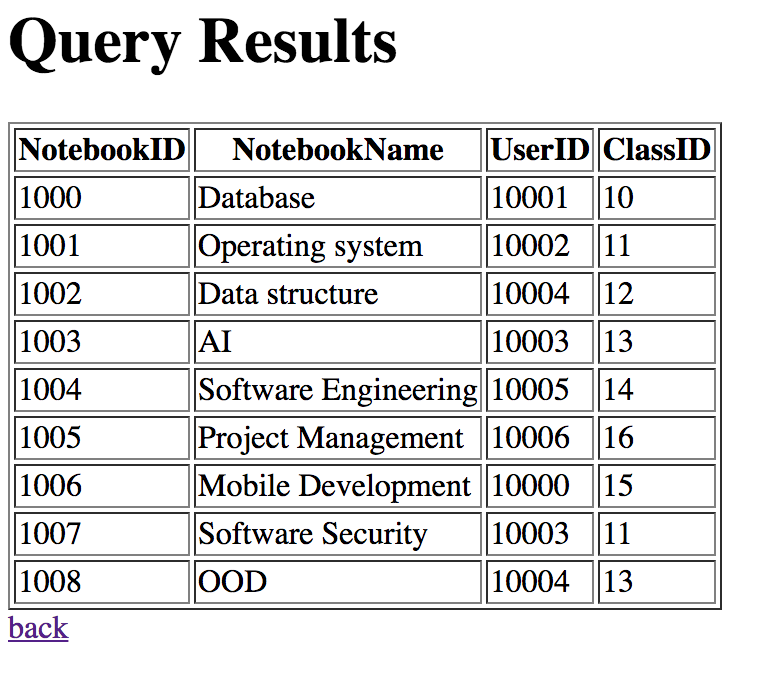 Query Results
NotebookID NotebookName UserID ClassID
1000 Database 10001 10
1001 Operating system 10002 11
1002 Data structure 10004 12
1003 AI 10003 13
1004 Software Engineering 10005 14
1005 Project Management 10006 16
1006 Mobile Development 10000 15
1007 Software Security 10003 11
1008 OOD 10004 13
back